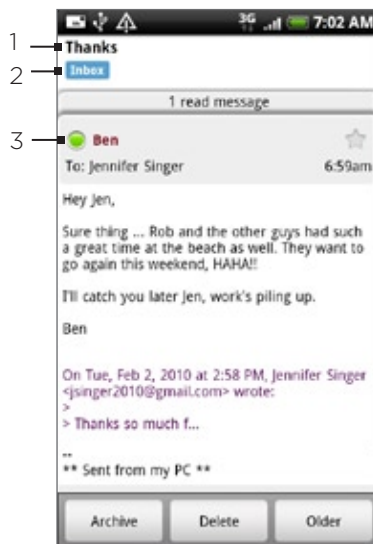 3G 7:02 AM
1 Thanks
2 Inbox
1 read message
3 Ben
To: Jennifer Singer 6:59am
Hey Jen,
Sure thing ... Rob and the other guys had such
a great time at the beach as well. They want to
go again this weekend, HAHA!!
I'll catch you later Jen, work's piling up.
Ben
On Tue, Feb 2, 2010 at 2:58 PM, Jennifer Singer
<jsinger2010@gmail.com> wrote:
>
> Thanks so much f...
--
** Sent from my PC **
Archive Delete Older